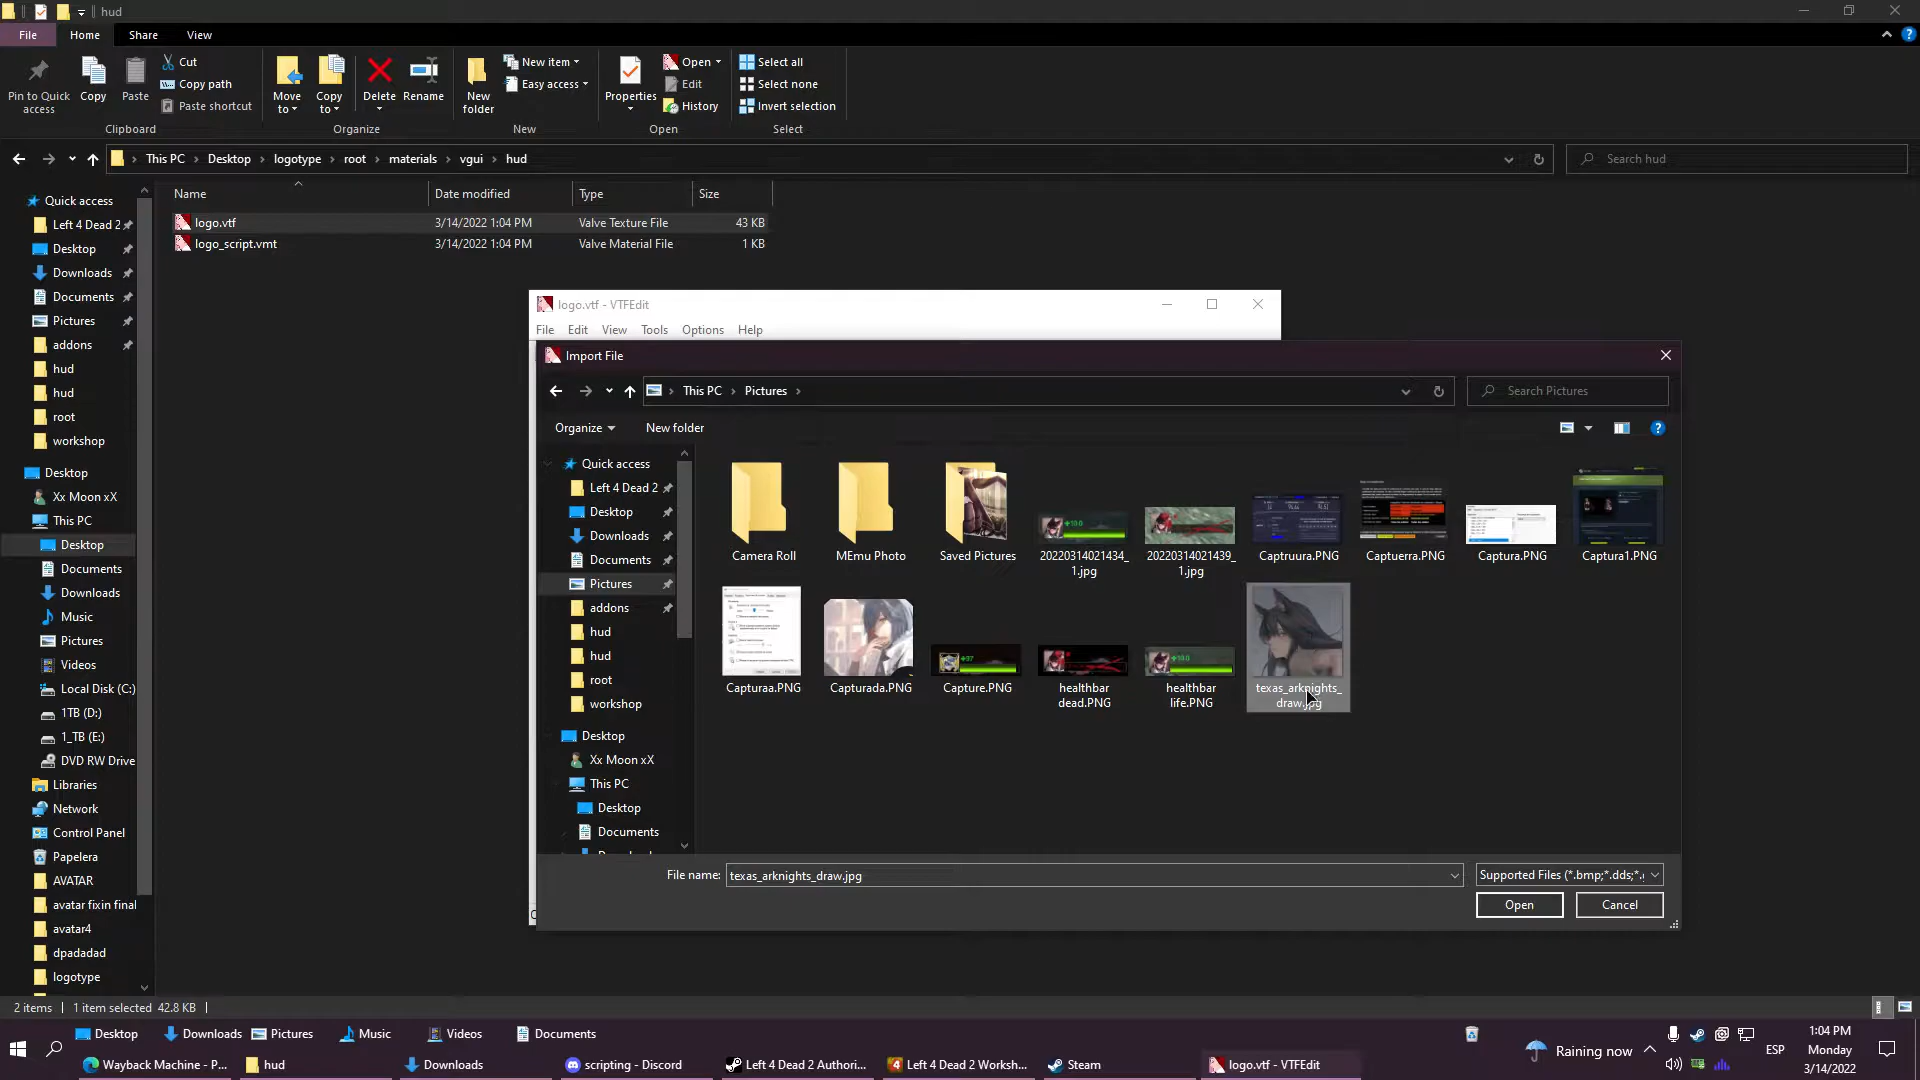 hud
File Home Share View
Pin to Quick access
Copy
Paste
Cut
Copy path
Paste shortcut
Clipboard
Move to
Copy to
Delete
Rename
Organize
New folder
New item
Easy access
New
Properties
Open
Edit
History
Open
Select all
Select none
Invert selection
Select
This PC > Desktop > logotype > root > materials > vgui > hud
Search hud
Name Date modified Type Size
logo.vtf 3/14/2022 1:04 PM Valve Texture File 43 KB
logo_script.vmt 3/14/2022 1:04 PM Valve Material File 1 KB
Quick access
Left 4 Dead 2
Desktop
Downloads
Documents
Pictures
addons
hud
hud
root
workshop
Desktop
Xx Moon xX
This PC
Desktop
Documents
Downloads
Music
Pictures
Videos
Local Disk (C:)
1TB (D:)
1_TB (E:)
DVD RW Drive
Libraries
Network
Control Panel
Papelera
AVATAR
avatar fixin final
avatar4
dpadadad
logotype
logo.vtf - VTFEdit
File Edit View Tools Options Help
Import File
This PC > Pictures >
Search Pictures
Organize
New folder
Quick access
Left 4 Dead 2
Desktop
Downloads
Documents
Pictures
addons
hud
hud
root
workshop
Desktop
Xx Moon xX
This PC
Desktop
Documents
Camera Roll
MEmu Photo
Saved Pictures
20220314021434_1.jpg
20220314021439_1.jpg
Captruura.PNG
Captuerra.PNG
Captura.PNG
Captura1.PNG
Capturaa.PNG
Capturada.PNG
Capture.PNG
healthbar dead.PNG
healthbar life.PNG
texas_arknights_draw.jpg
File name: texas_arknights_draw.jpg
Supported Files (*.bmp;*.dds;*.
Open
Cancel
2 items 1 item selected 42.8 KB
Desktop Downloads Pictures Music Videos Documents
Wayback Machine - P...
hud
Downloads
scripting - Discord
Left 4 Dead 2 Authori...
Left 4 Dead 2 Worksh...
Steam
logo.vtf - VTFEdit
Raining now
ESP
1:04 PM
Monday
3/14/2022